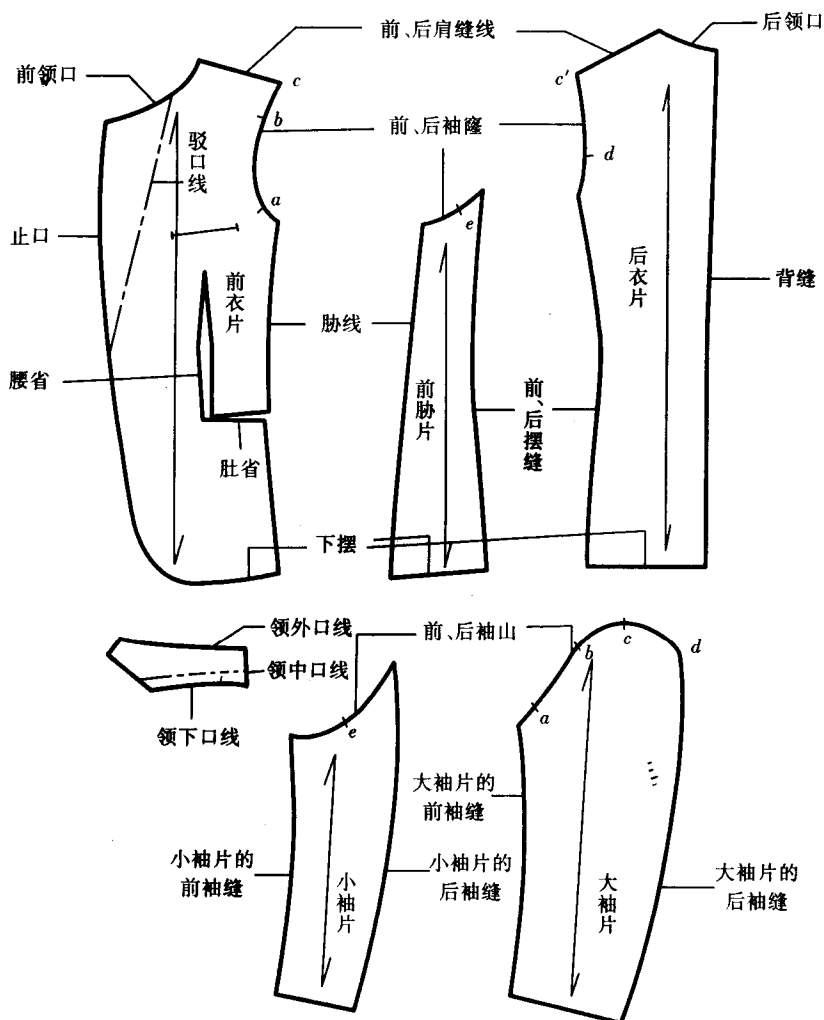 前、后肩缝线
后领口
前领口
c
c′
b
前、后袖窿
驳口线
d
a
e
止口
前衣片
后衣片
背缝
胁线
腰省
前胁片
前、后摆缝
肚省
下摆
领外口线
前、后袖山
领中口线
领下口线
b
c
d
a
e
大袖片的
前袖缝
小袖片的
前袖缝
小袖片
小袖片的
后袖缝
大袖片
大袖片的
后袖缝